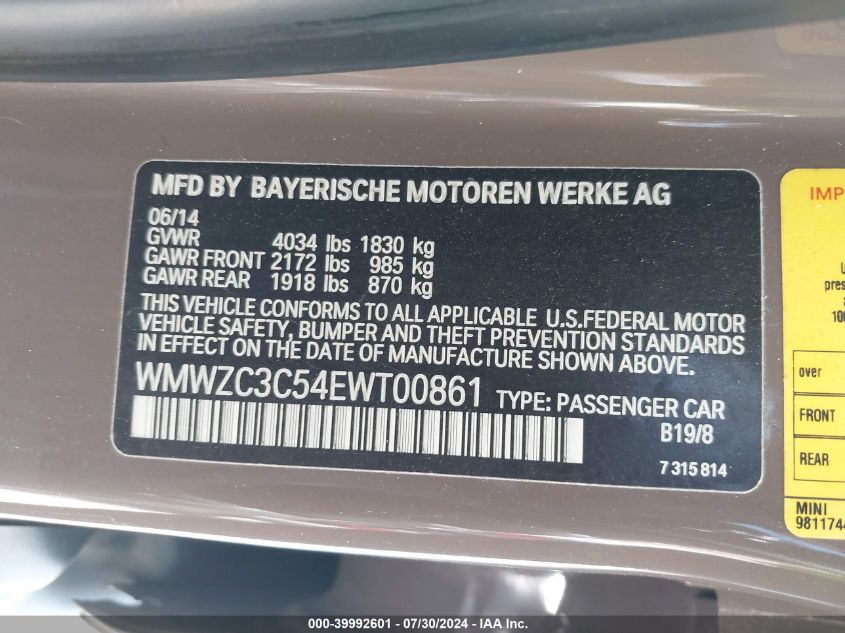 MFD BY BAYERISCHE MOTOREN WERKE AG
06/14
GVWR 4034 lbs 1830 kg
GAWR FRONT 2172 lbs 985 kg
GAWR REAR 1918 lbs 870 kg
THIS VEHICLE CONFORMS TO ALL APPLICABLE U.S.FEDERAL MOTOR
VEHICLE SAFETY, BUMPER AND THEFT PREVENTION STANDARDS
IN EFFECT ON THE DATE OF MANUFACTURE SHOWN ABOVE.
WMWZC3C54EWT00861 TYPE: PASSENGER CAR
B19/8
7 315 814
IMP
U
pres
100
over
FRONT
REAR
MINI
9811744
000-39992601 - 07/30/2024 - IAA Inc.